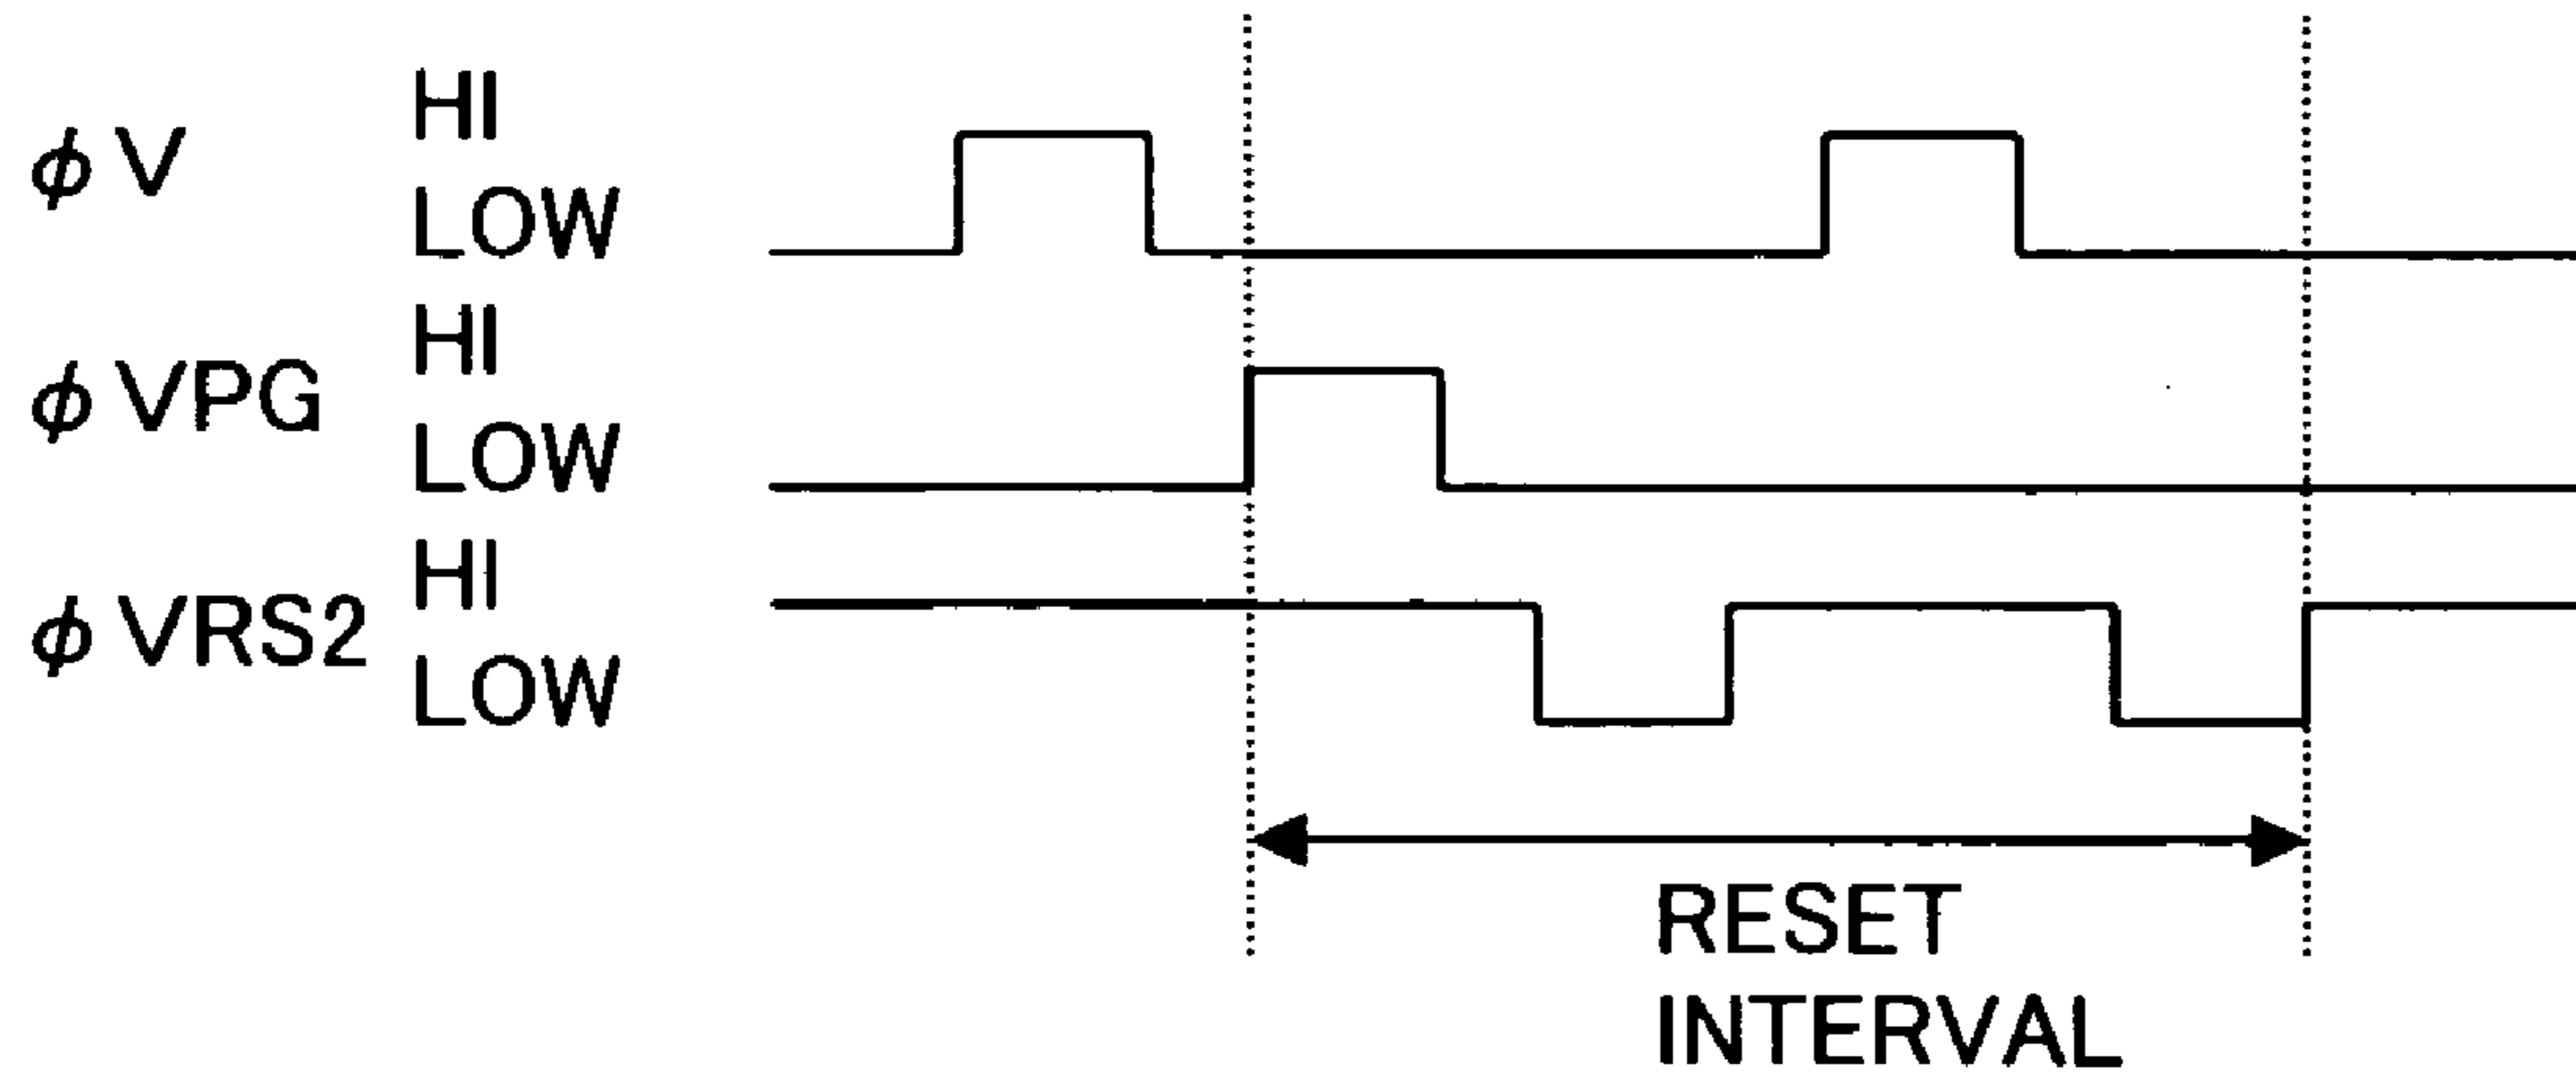 HI
φV
LOW
HI
φVPG
LOW
HI
φVRS2
LOW
RESET
INTERVAL